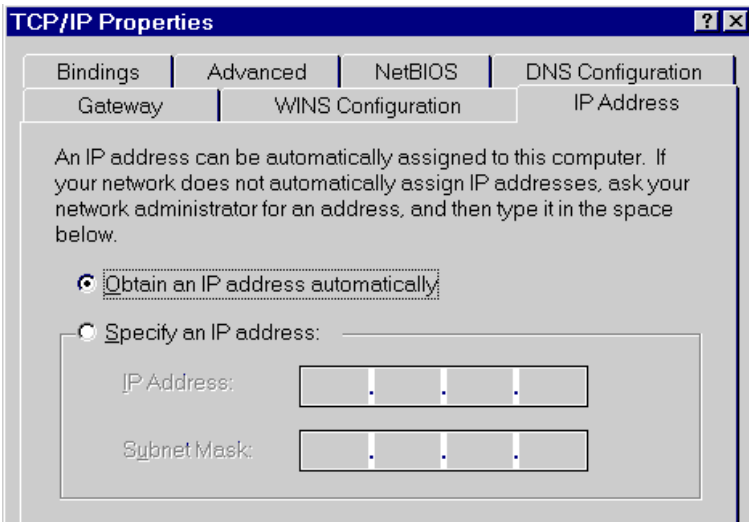 TCP/IP Properties
Bindings Advanced NetBIOS DNS Configuration
Gateway WINS Configuration IP Address
An IP address can be automatically assigned to this computer. If
your network does not automatically assign IP addresses, ask your
network administrator for an address, and then type it in the space
below.
Obtain an IP address automatically
Specify an IP address:
IP Address:
Subnet Mask: